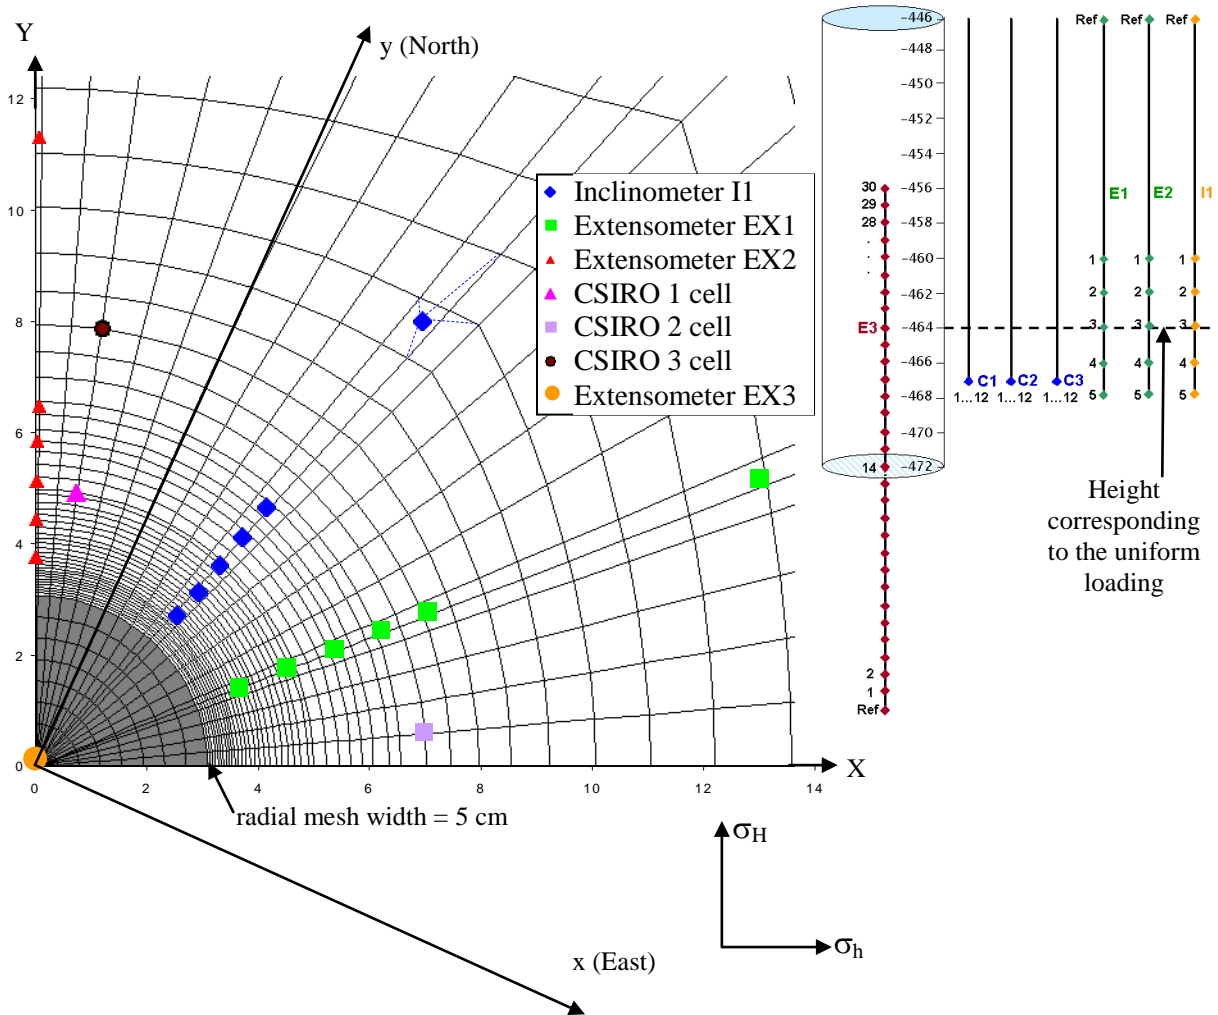 Y
y (North)
12
10
8
6
4
2
0
0
2
4
6
8
10
12
14
X
Inclinometer I1
Extensometer EX1
Extensometer EX2
CSIRO 1 cell
CSIRO 2 cell
CSIRO 3 cell
Extensometer EX3
radial mesh width = 5 cm
x (East)
σH
σh
-446
-448
-450
-452
-454
-456
-458
-460
-462
-464
-466
-468
-470
-472
30
29
28
.
.
.
E3
14
2
1
Ref
C1
C2
C3
1...12
1...12
1...12
Ref
Ref
Ref
E1
E2
I1
1
1
1
2
2
2
3
3
3
4
4
4
5
5
5
Height
corresponding
to the uniform
loading